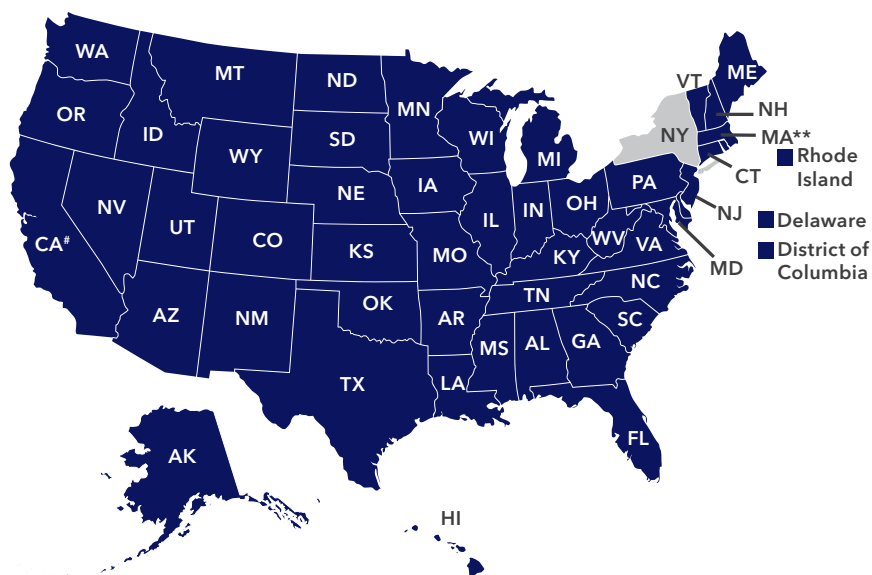 WA
MT
ND
MN
VT
ME
OR
ID
SD
WI
MI
NY
NH
MA**
WY
Rhode
Island
NE
IA
PA
CT
NV
UT
CO
KS
MO
IL
IN
OH
NJ
Delaware
CA#
KY
WV
VA
MD
District of
Columbia
AZ
NM
OK
AR
TN
NC
SC
MS
AL
GA
TX
LA
FL
AK
HI